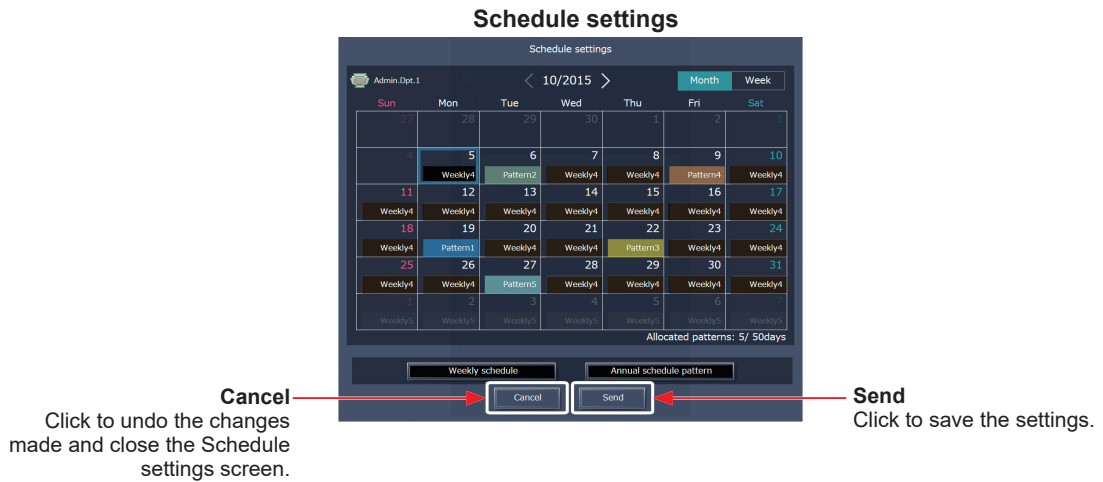 Schedule settings
Schedule settings
Admin.Dpt.1
10/2015
Month Week
Sun Mon Tue Wed Thu Fri Sat
27 28 29 30 1 2 3
4 5 6 7 8 9 10
Weekly4 Pattern2 Weekly4 Weekly4 Pattern4 Weekly4
11 12 13 14 15 16 17
Weekly4 Weekly4 Weekly4 Weekly4 Weekly4 Weekly4 Weekly4
18 19 20 21 22 23 24
Weekly4 Pattern1 Weekly4 Weekly4 Pattern3 Weekly4 Weekly4
25 26 27 28 29 30 31
Weekly4 Weekly4 Pattern5 Weekly4 Weekly4 Weekly4 Weekly4
1 2 3 4 5 6 7
Weekly5 Weekly5 Weekly5 Weekly5 Weekly5 Weekly5 Weekly5
Allocated patterns: 5/ 50days
Weekly schedule Annual schedule pattern
Cancel Send
Cancel
Click to undo the changes
made and close the Schedule
settings screen.
Send
Click to save the settings.